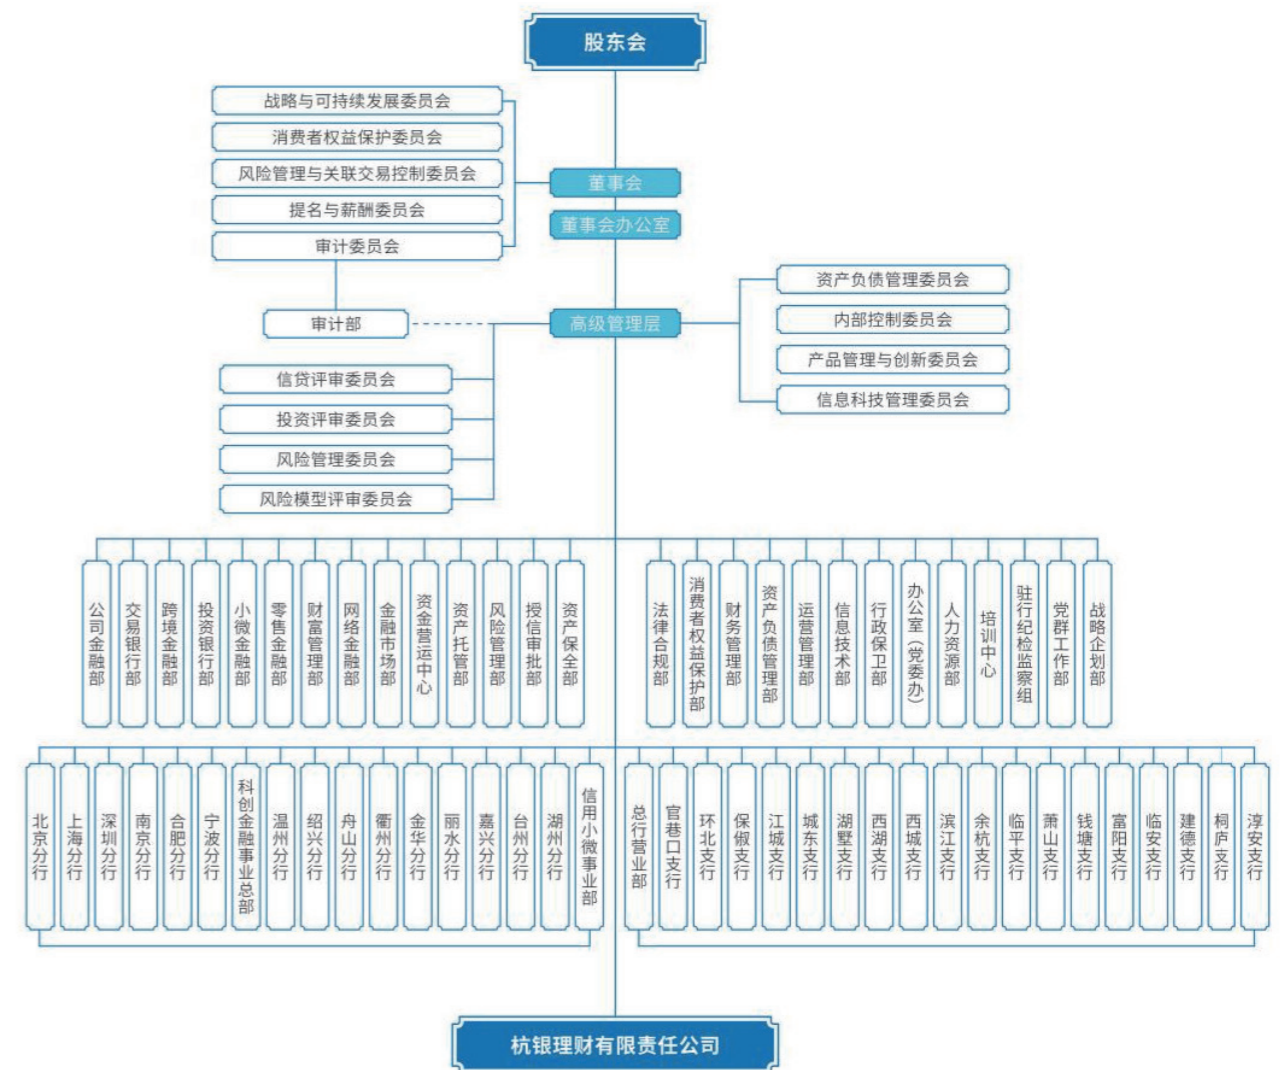 股东会
战略与可持续发展委员会
消费者权益保护委员会
风险管理与关联交易控制委员会
提名与薪酬委员会
审计委员会
董事会
董事会办公室
审计部
高级管理层
资产负债管理委员会
内部控制委员会
产品管理与创新委员会
信息科技管理委员会
信贷评审委员会
投资评审委员会
风险管理委员会
风险模型评审委员会
公司金融部
交易银行部
跨境金融部
投资银行部
小微金融部
零售金融部
财富管理部
网络金融部
金融市场部
资金营运中心
资产托管部
风险管理部
授信审批部
资产保全部
法律合规部
消费者权益保护部
财务管理部
资产负债管理部
运营管理部
信息技术部
行政保卫部
办公室（党委办）
人力资源部
培训中心
驻行纪检监察组
党群工作部
战略企划部
北京分行
上海分行
深圳分行
南京分行
合肥分行
宁波分行
科创金融事业总部
温州分行
绍兴分行
舟山分行
衢州分行
金华分行
丽水分行
嘉兴分行
台州分行
湖州分行
信用小微事业部
总行营业部
官巷口支行
环北支行
保俶支行
江城支行
城东支行
湖墅支行
西湖支行
西城支行
滨江支行
余杭支行
临平支行
萧山支行
钱塘支行
富阳支行
临安支行
建德支行
桐庐支行
淳安支行
杭银理财有限责任公司